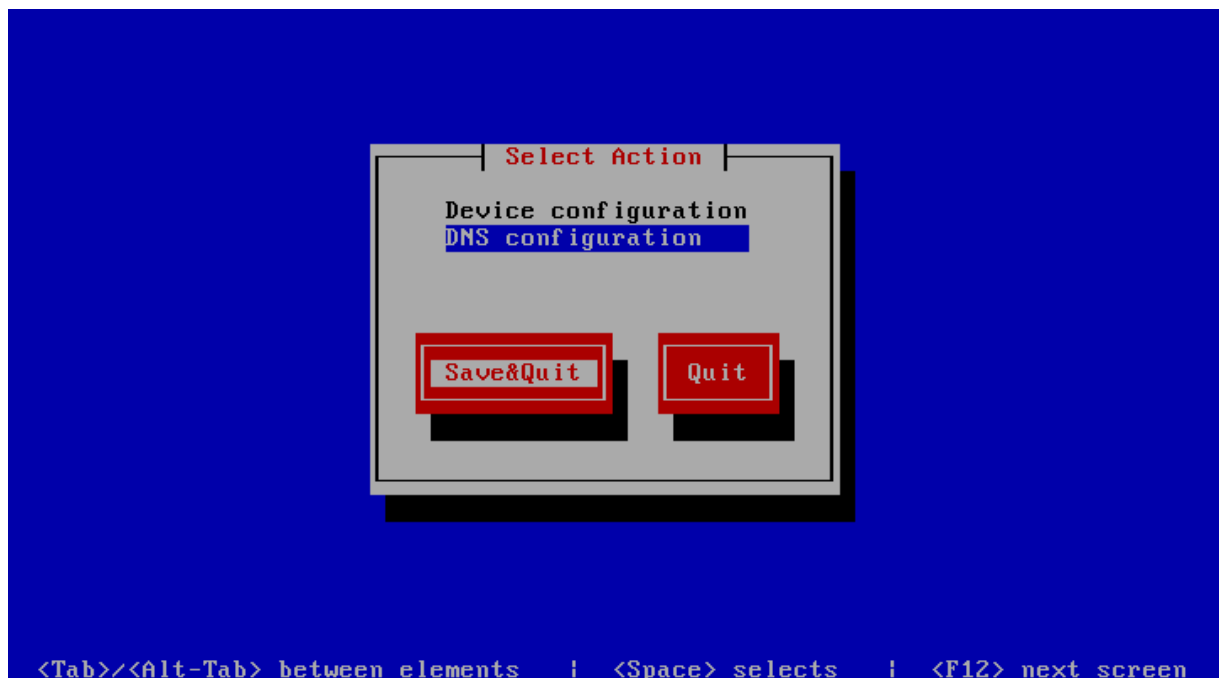 Select Action
Device configuration
DNS configuration
Save&Quit Quit
<Tab>/<Alt-Tab> between elements | <Space> selects | <F12> next screen